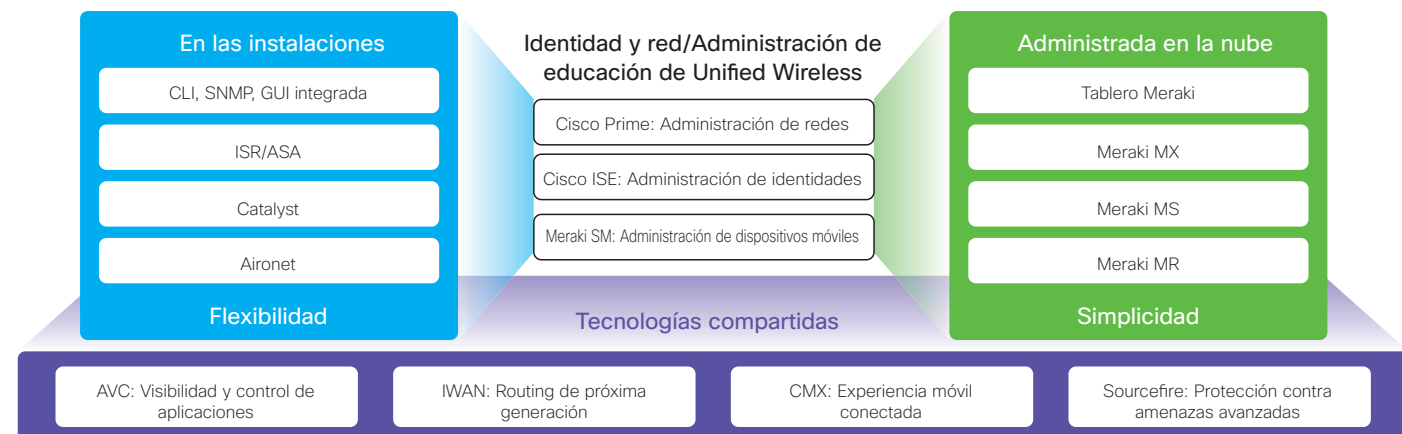 En las instalaciones
CLI, SNMP, GUI integrada
ISR/ASA
Catalyst
Aironet
Flexibilidad
Identidad y red/Administración de
educación de Unified Wireless
Cisco Prime: Administración de redes
Cisco ISE: Administración de identidades
Meraki SM: Administración de dispositivos móviles
Administrada en la nube
Tablero Meraki
Meraki MX
Meraki MS
Meraki MR
Simplicidad
Tecnologías compartidas
AVC: Visibilidad y control de
aplicaciones
IWAN: Routing de próxima
generación
CMX: Experiencia móvil
conectada
Sourcefire: Protección contra
amenazas avanzadas